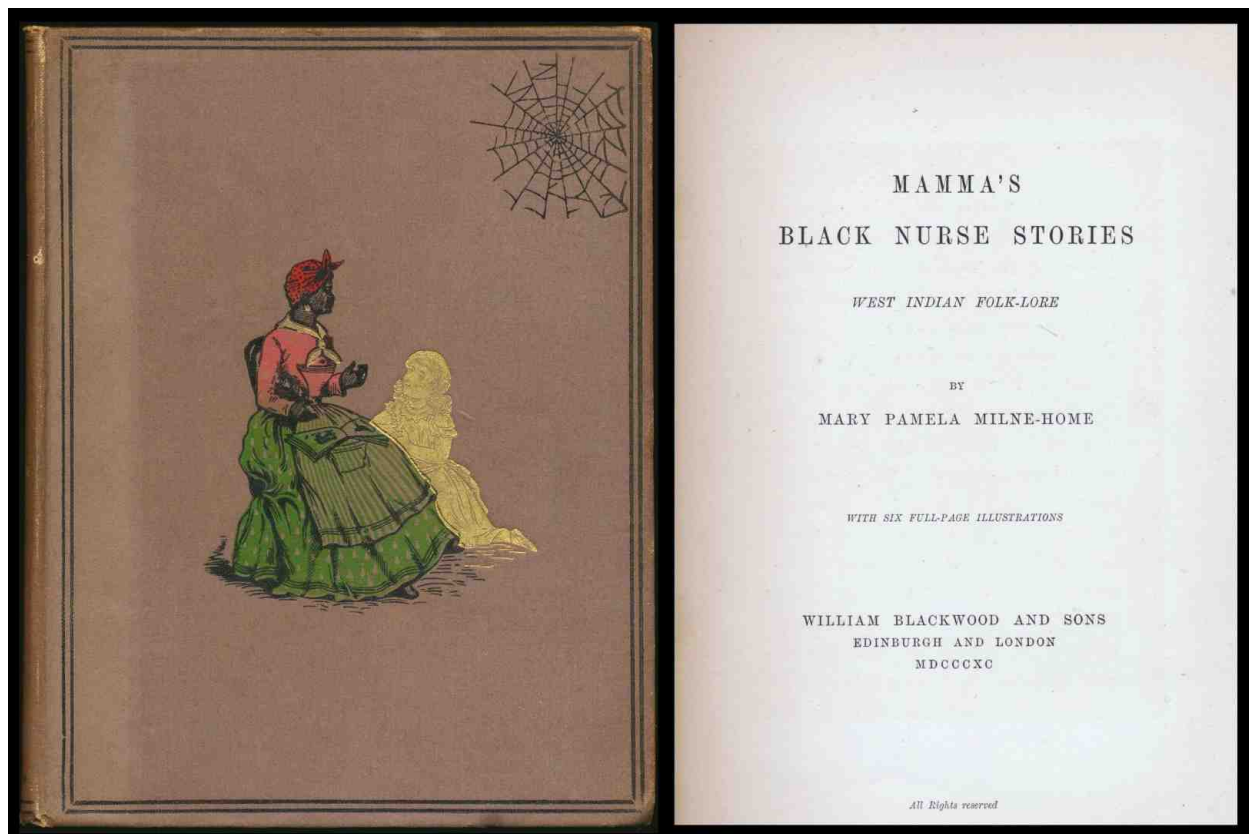 MAMMA'S
BLACK NURSE STORIES
WEST INDIAN FOLK-LORE
BY
MARY PAMELA MILNE-HOME
WITH SIX FULL-PAGE ILLUSTRATIONS
WILLIAM BLACKWOOD AND SONS
EDINBURGH AND LONDON
MDCCCXC
All Rights reserved